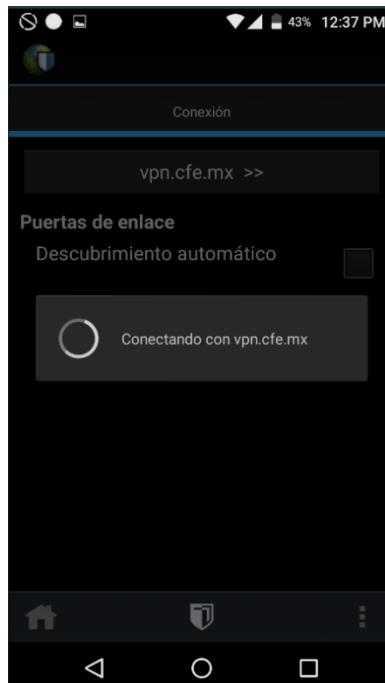 43% 12:37 PM
Conexión
vpn.cfe.mx >>
Puertas de enlace
Descubrimiento automático
Conectando con vpn.cfe.mx